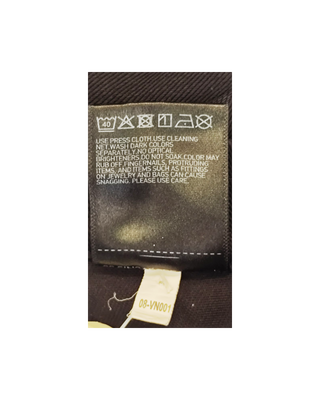 40
USE PRESS CLOTH.USE CLEANING
NET.WASH DARK COLORS
SEPARATELY.NO OPTICAL
BRIGHTENERS DO NOT SOAK.COLOR MAY
RUB OFF.FINGERNAILS, PROTRUDING
ITEMS, AND ITEMS SUCH AS FITTINGS
ON JEWELRY AND BAGS CAN CAUSE
SNAGGING. PLEASE USE CARE.
08-VN001